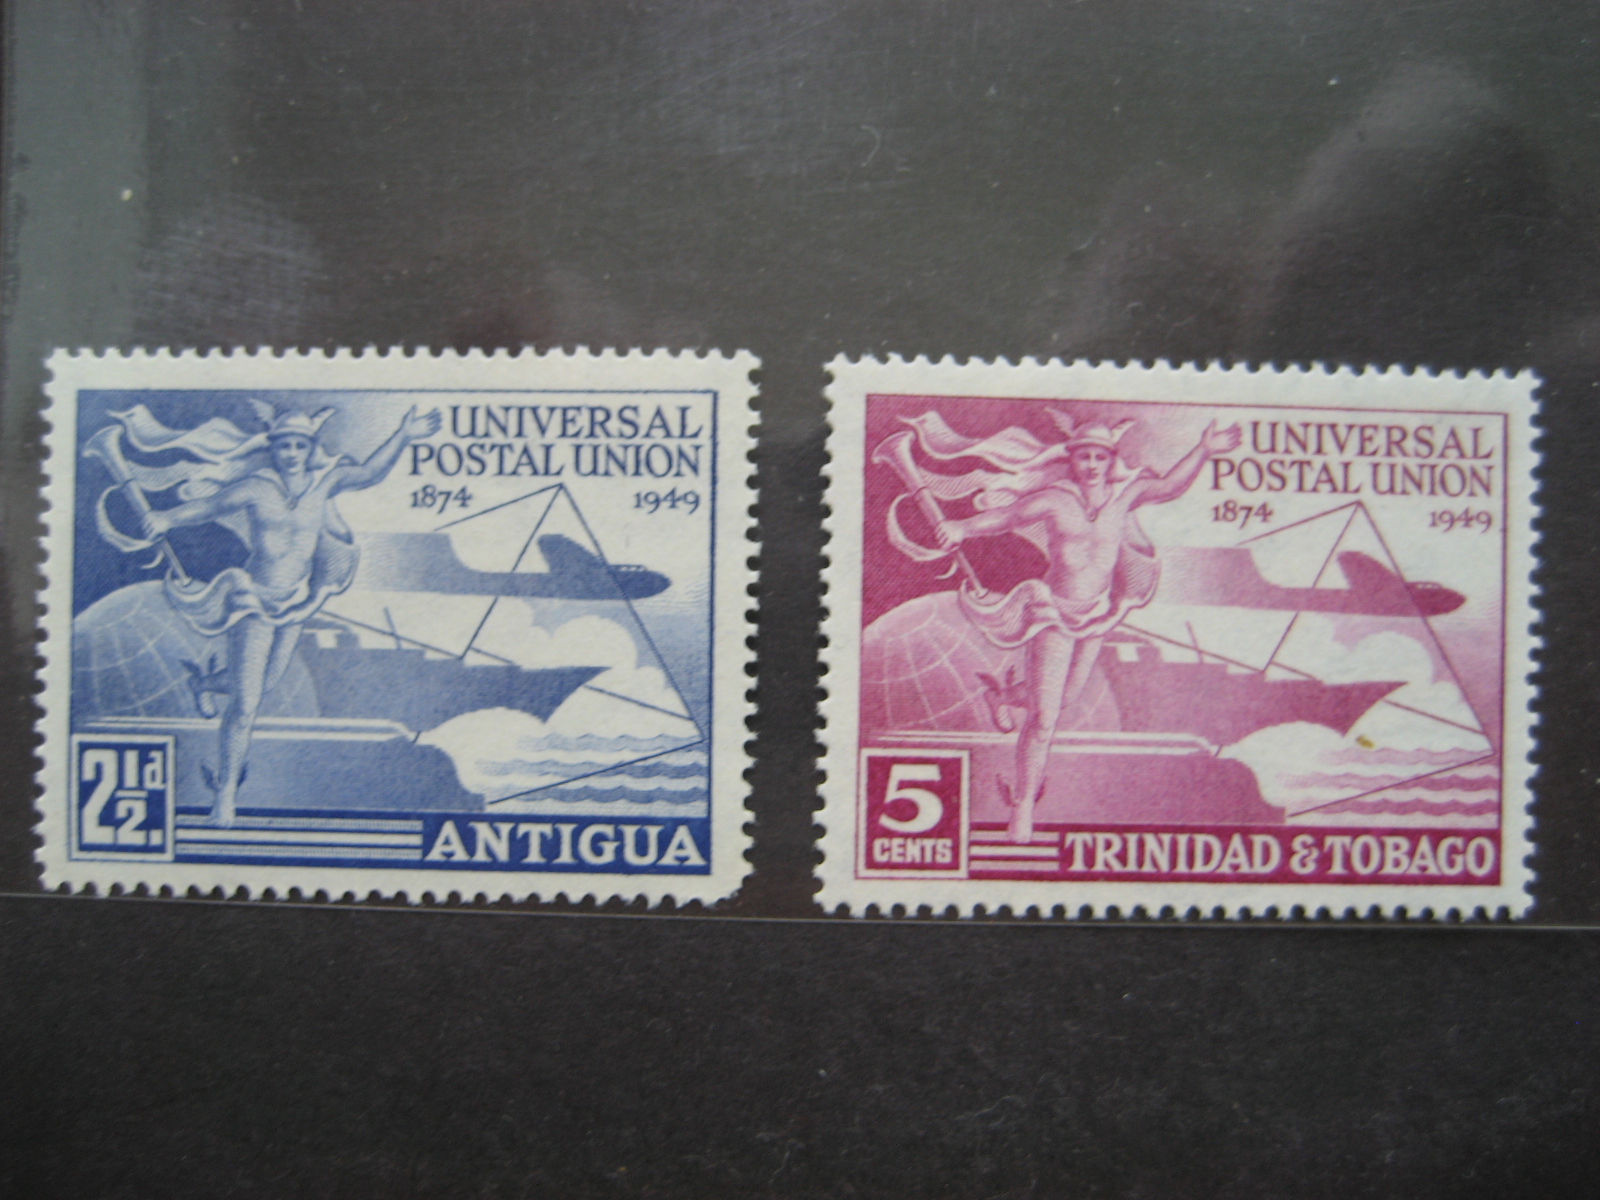 UNIVERSAL
POSTAL UNION
1874 1949
2½d.
ANTIGUA
UNIVERSAL
POSTAL UNION
1874 1949
5
CENTS
TRINIDAD & TOBAGO